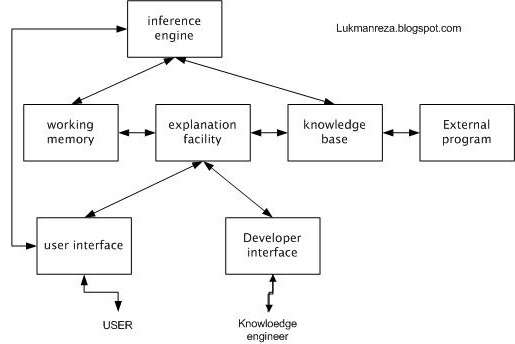 inference
engine
Lukmanreza.blogspot.com
working
memory
explanation
facility
knowledge
base
External
program
user interface
Developer
interface
USER
Knowloedge
engineer